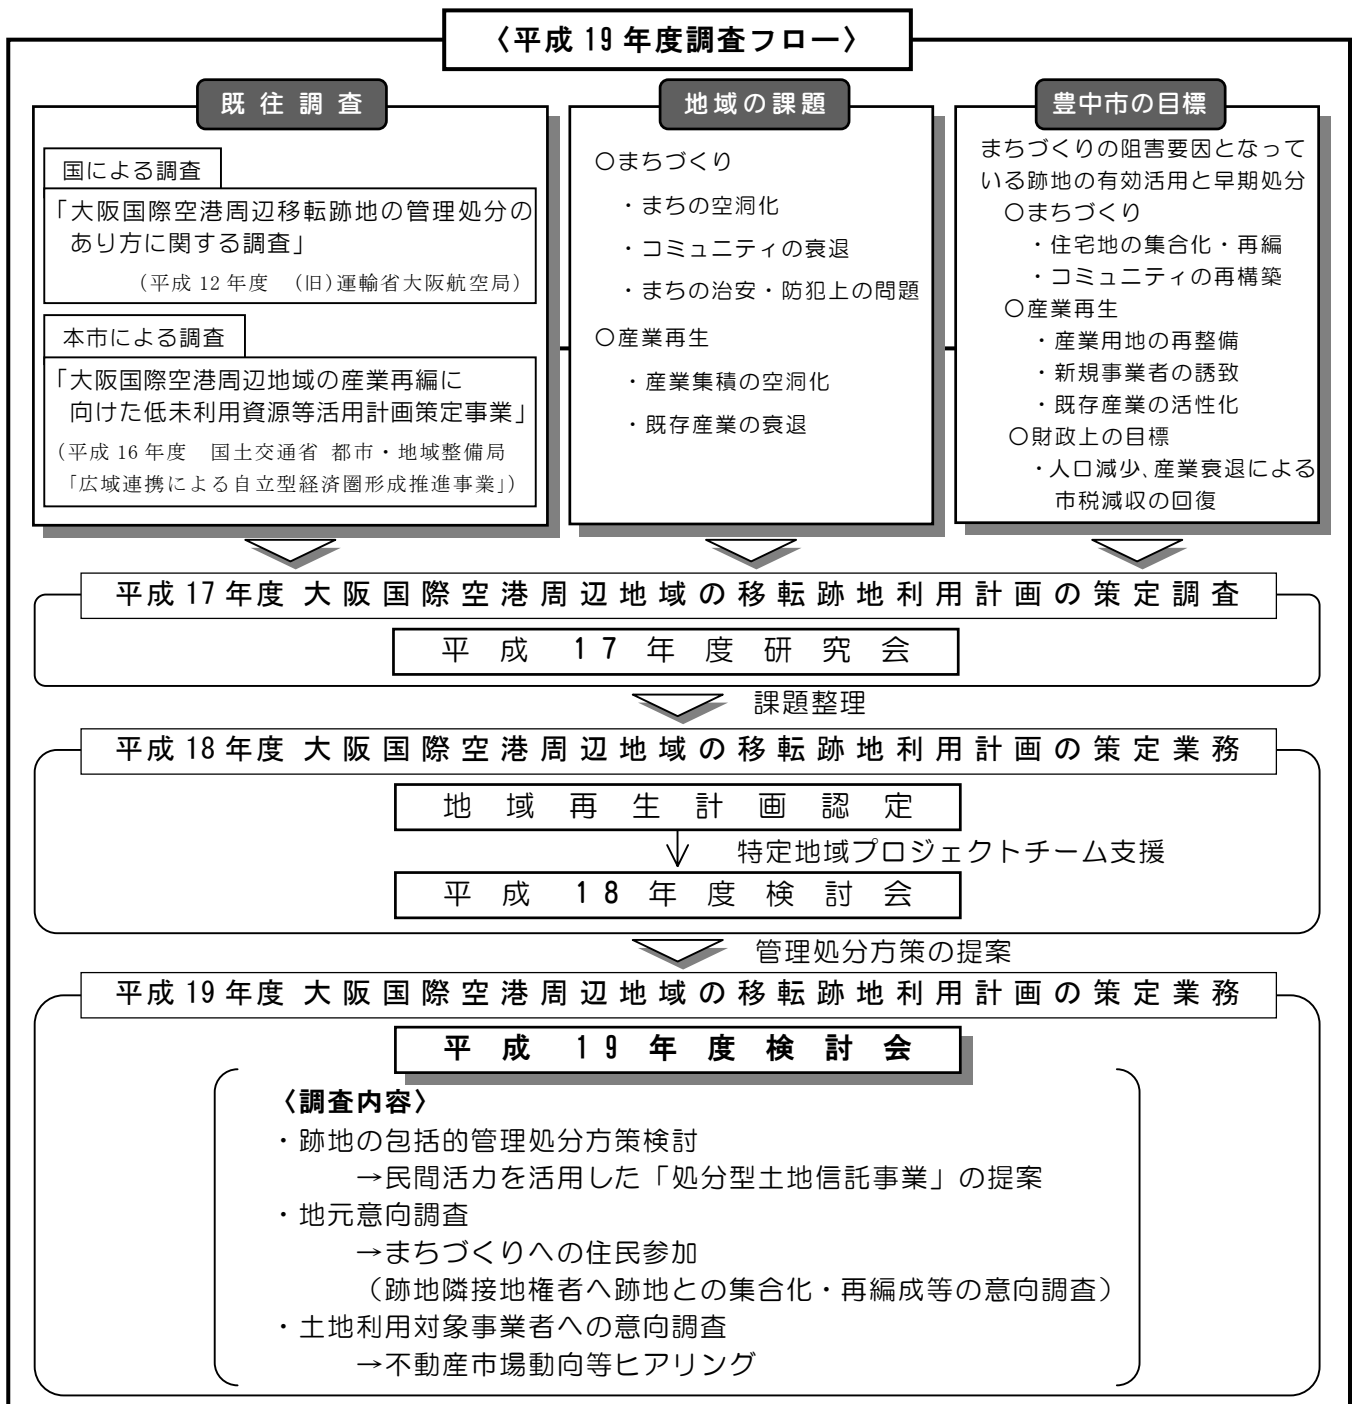 〈平成 19 年度調査フロー〉
既往調査
国による調査
「大阪国際空港周辺移転跡地の管理処分の
あり方に関する調査」
（平成 12 年度　(旧)運輸省大阪航空局）
本市による調査
「大阪国際空港周辺地域の産業再編に
向けた低未利用資源等活用計画策定事業」
（平成 16 年度　国土交通省 都市・地域整備局
「広域連携による自立型経済圏形成推進事業」）
地域の課題
○まちづくり
・まちの空洞化
・コミュニティの衰退
・まちの治安・防犯上の問題
○産業再生
・産業集積の空洞化
・既存産業の衰退
豊中市の目標
まちづくりの阻害要因となって
いる跡地の有効活用と早期処分
○まちづくり
・住宅地の集合化・再編
・コミュニティの再構築
○産業再生
・産業用地の再整備
・新規事業者の誘致
・既存産業の活性化
○財政上の目標
・人口減少、産業衰退による
市税減収の回復
平成 17 年度 大阪国際空港周辺地域の移転跡地利用計画の策定調査
平成 17 年度研究会
課題整理
平成 18 年度 大阪国際空港周辺地域の移転跡地利用計画の策定業務
地域再生計画認定
特定地域プロジェクトチーム支援
平成 18 年度検討会
管理処分方策の提案
平成 19 年度 大阪国際空港周辺地域の移転跡地利用計画の策定業務
平成 19 年度検討会
〈調査内容〉
・跡地の包括的管理処分方策検討
→民間活力を活用した「処分型土地信託事業」の提案
・地元意向調査
→まちづくりへの住民参加
（跡地隣接地権者へ跡地との集合化・再編成等の意向調査）
・土地利用対象事業者への意向調査
→不動産市場動向等ヒアリング